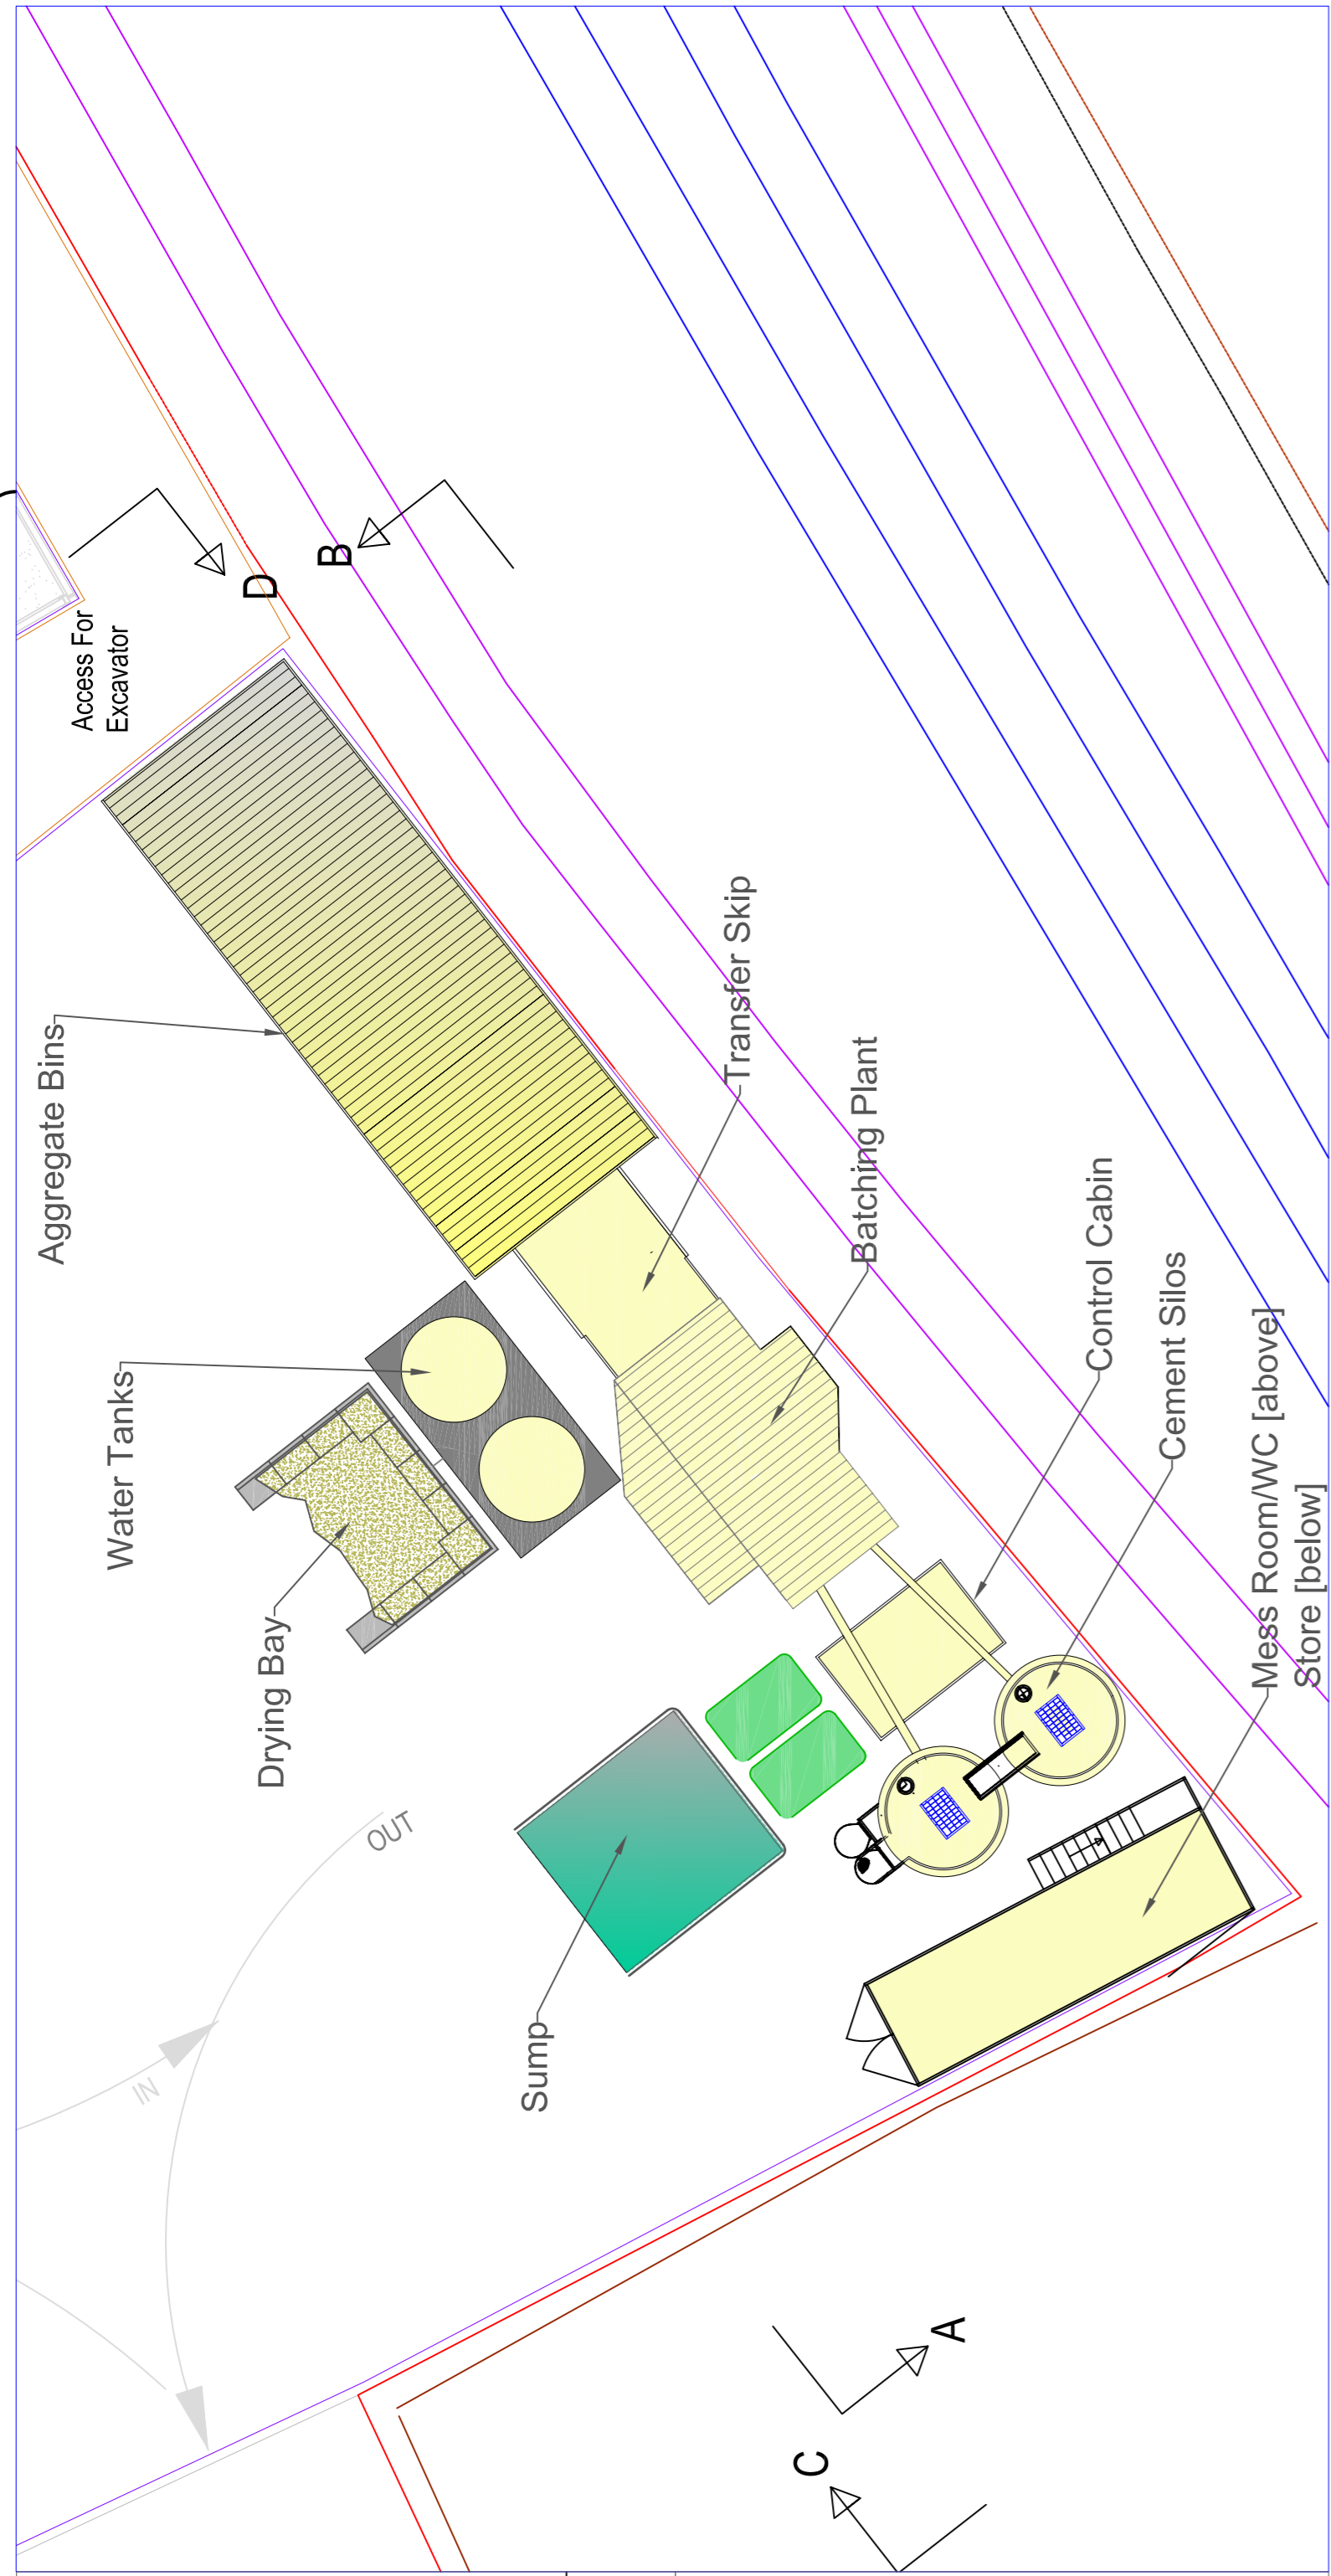 Access For
Excavator
D
B
Aggregate Bins
Transfer Skip
Batching Plant
Water Tanks
Control Cabin
Cement Silos
Drying Bay
Mess Room/WC [above]
Store [below]
OUT
IN
Sump
A
C